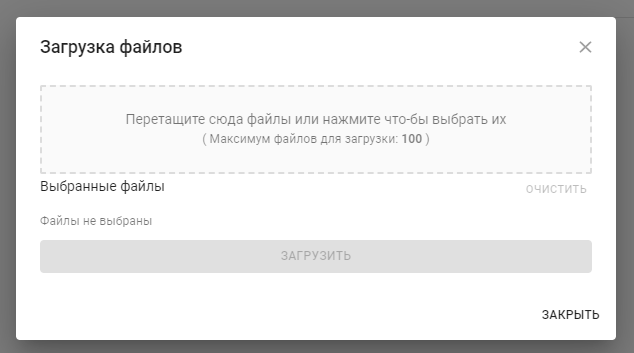 Загрузка файлов
Перетащите сюда файлы или нажмите что-бы выбрать их
( Максимум файлов для загрузки: 100 )
Выбранные файлы
ОЧИСТИТЬ
Файлы не выбраны
ЗАГРУЗИТЬ
ЗАКРЫТЬ